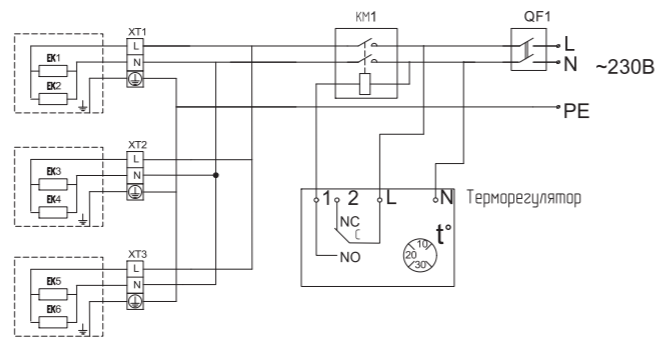 XT1
KM1
QF1
L
L
EK1
N
N
~230В
EK2
PE
XT2
L
EK3
N
EK4
1 2 L N Терморегулятор
NC
C
t°
NO
10
20
30
XT3
L
EK5
N
EK6